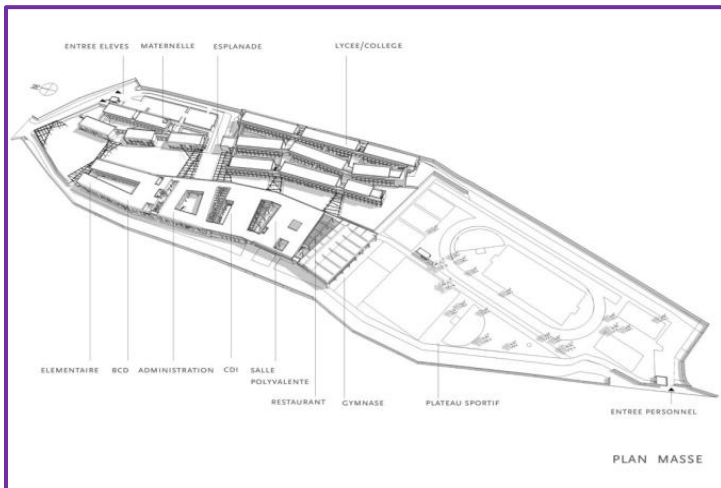 ENTREE ELEVES
MATERNELLE
ESPLANADE
LYCEE/COLLEGE
ELEMENTAIRE
BCD
ADMINISTRATION
CDI
SALLE
POLYVALENTE
RESTAURANT
GYMNASE
PLATEAU SPORTIF
ENTREE PERSONNEL
PLAN MASSE